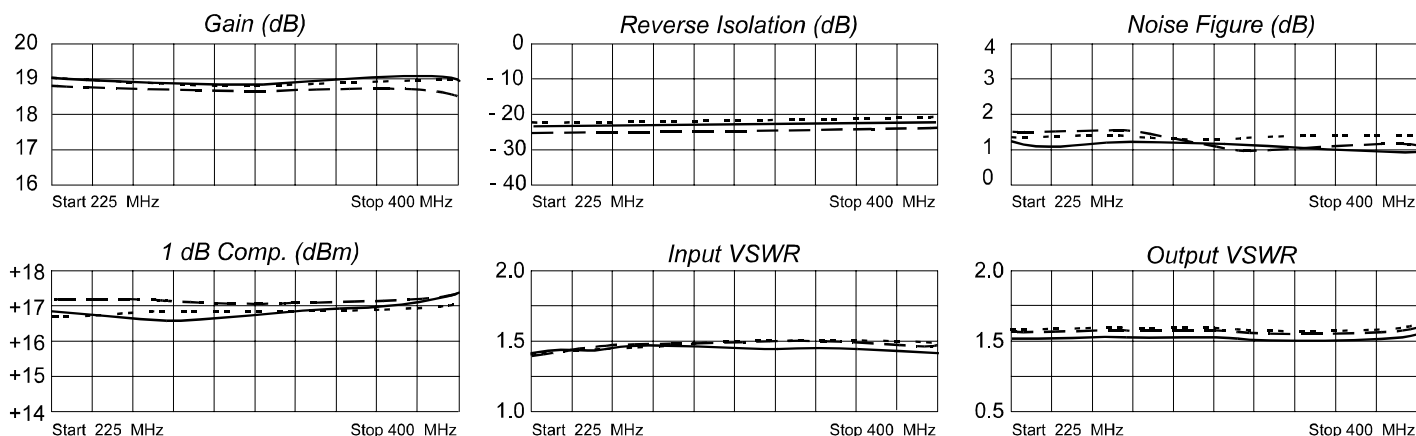 Gain (dB)
20
19
18
17
16
Start 225 MHz Stop 400 MHz
Reverse Isolation (dB)
0
- 10
- 20
- 30
- 40
Start 225 MHz Stop 400 MHz
Noise Figure (dB)
4
3
2
1
0
Start 225 MHz Stop 400 MHz
1 dB Comp. (dBm)
+18
+17
+16
+15
+14
Start 225 MHz Stop 400 MHz
Input VSWR
2.0
1.5
1.0
Start 225 MHz Stop 400 MHz
Output VSWR
2.0
1.5
0.5
Start 225 MHz Stop 400 MHz